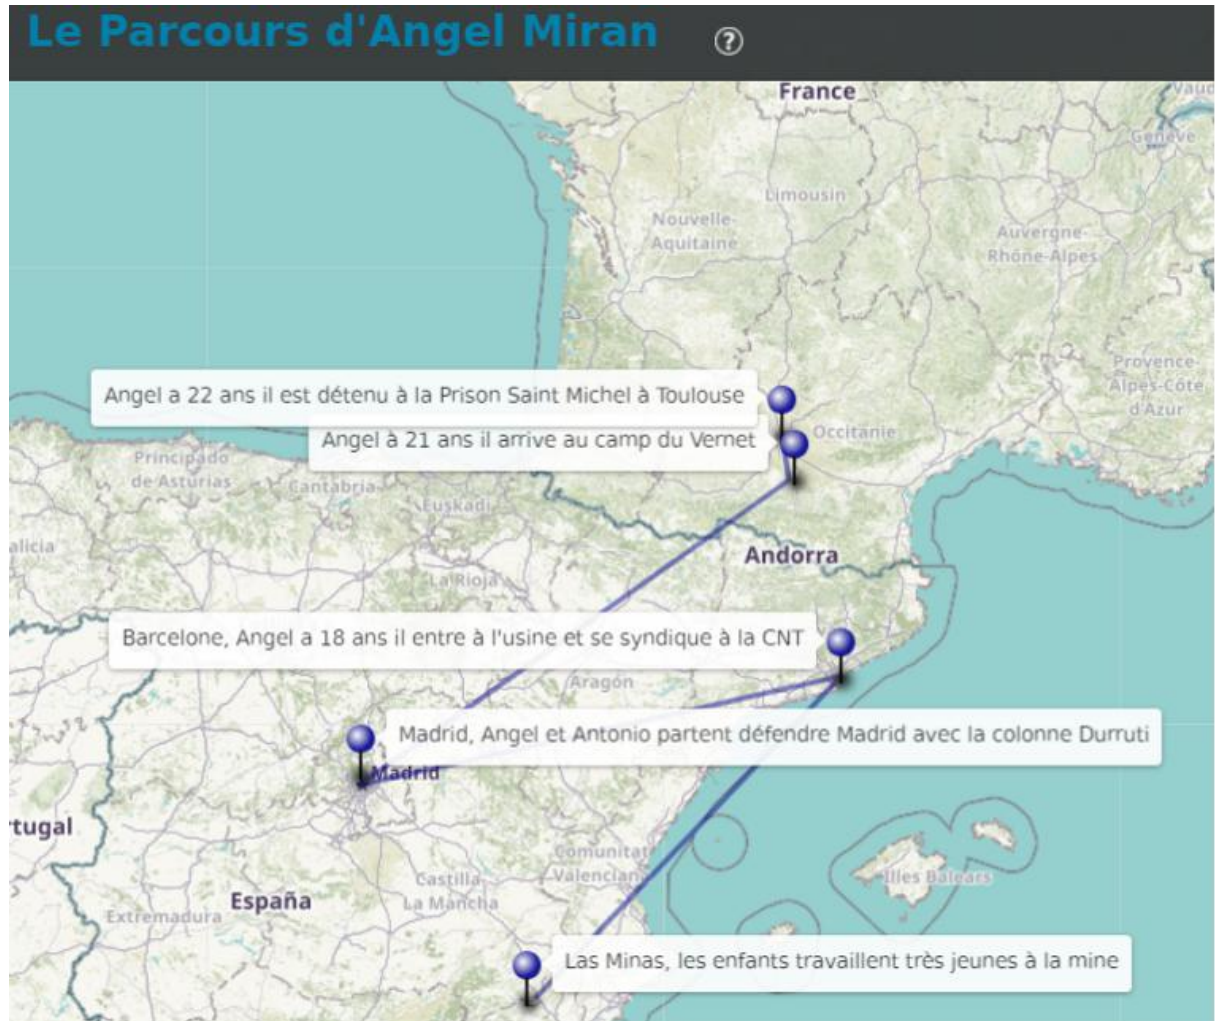 Le Parcours d'Angel Miran ?
France
Vaud
Genève
Limousin
Nouvelle-
Aquitaine
Auvergne-
Rhône-Alpes
Provence-
Alpes-Côte
d'Azur
Angel a 22 ans il est détenu à la Prison Saint Michel à Toulouse
Angel à 21 ans il arrive au camp du Vernet
Occitanie
Principado
de Asturias
Cantabria
Euskadi
alicia
Andorra
La Rioja
Barcelone, Angel a 18 ans il entre à l'usine et se syndique à la CNT
Aragón
Madrid, Angel et Antonio partent défendre Madrid avec la colonne Durruti
Madrid
rtugal
Comunitat
Valenciana
Castilla-
La Mancha
Illes Balears
España
Extremadura
Las Minas, les enfants travaillent très jeunes à la mine